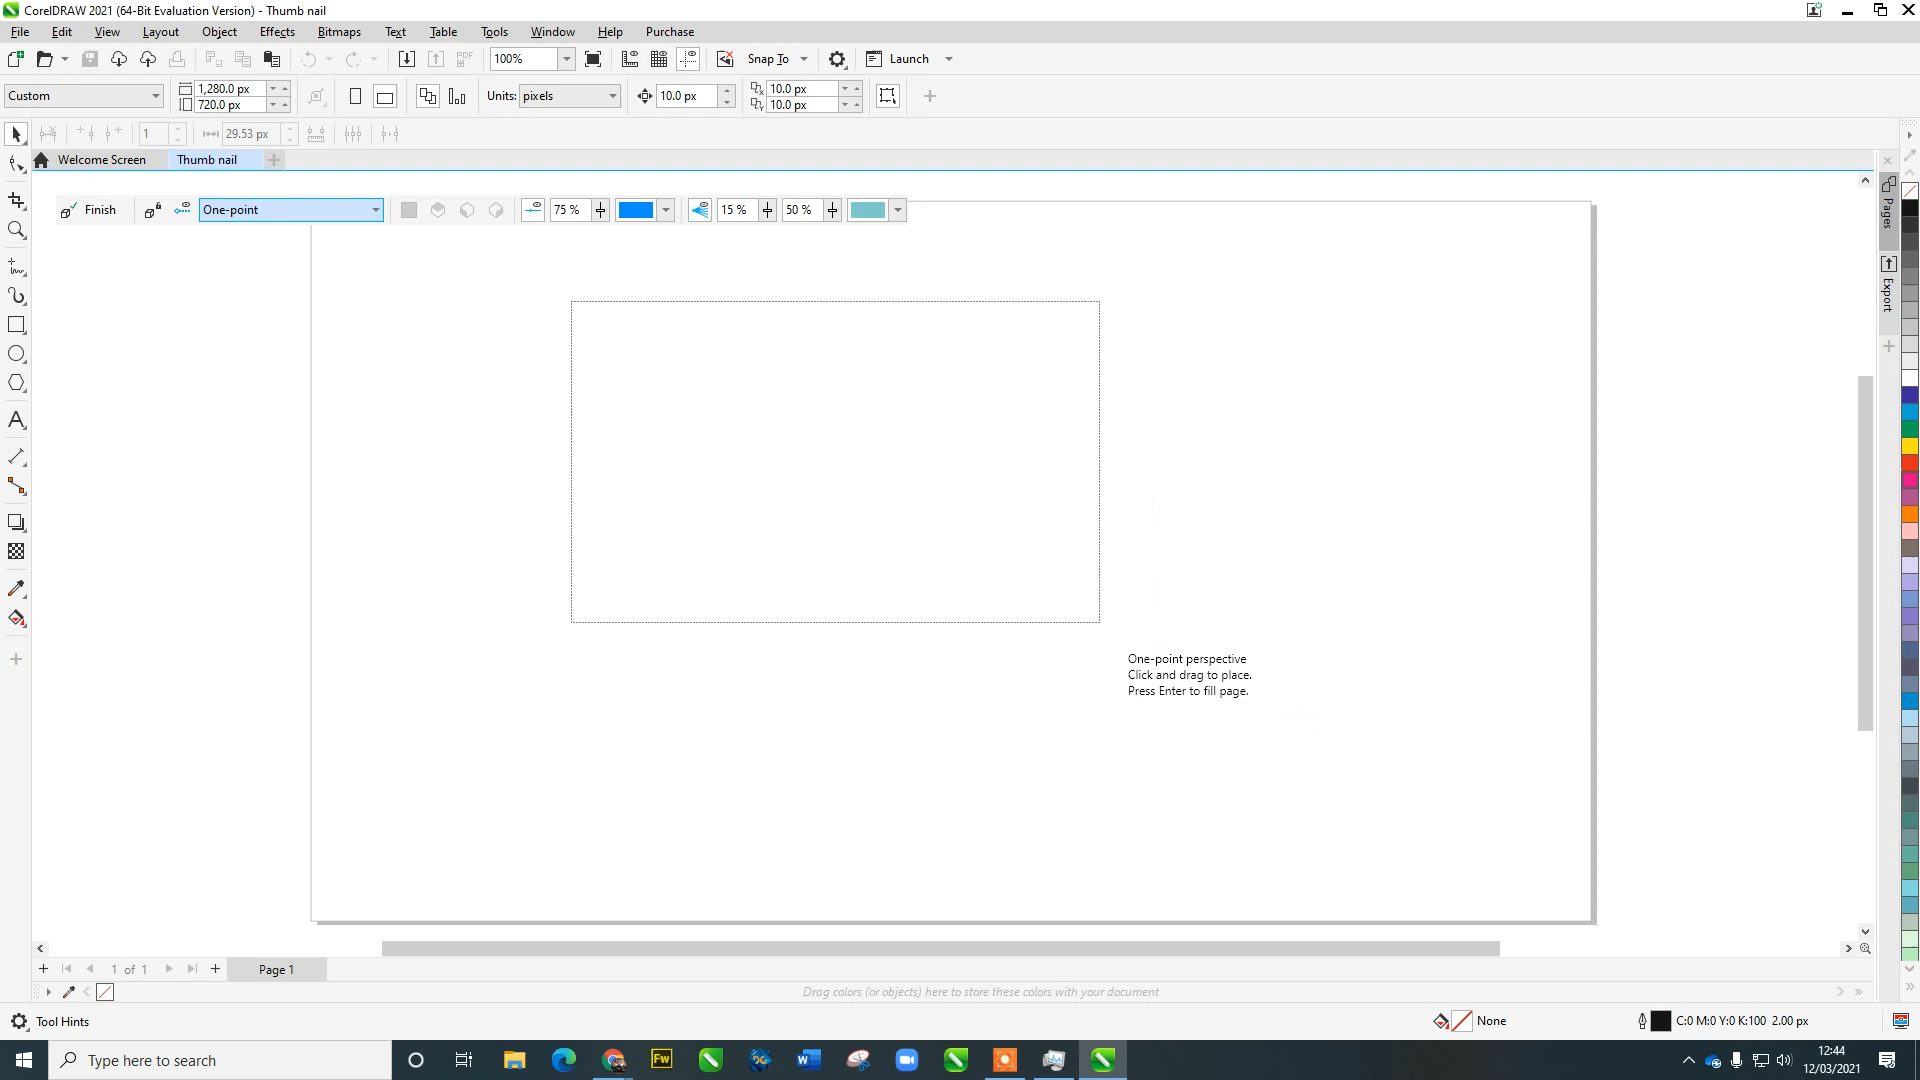 CorelDRAW 2021 (64-Bit Evaluation Version) - Thumb nail
File Edit View Layout Object Effects Bitmaps Text Table Tools Window Help Purchase
PDF 100% Snap To Launch
Custom 1,280.0 px 720.0 px Units: pixels 10.0 px 10.0 px 10.0 px
1 29.53 px
Welcome Screen Thumb nail
Finish One-point 75 % 15 % 50 %
Pages
Export
One-point perspective
Click and drag to place.
Press Enter to fill page.
1 of 1 Page 1
Drag colors (or objects) here to store these colors with your document
Tool Hints None C:0 M:0 Y:0 K:100 2.00 px
Type here to search Fw 12:44
12/03/2021